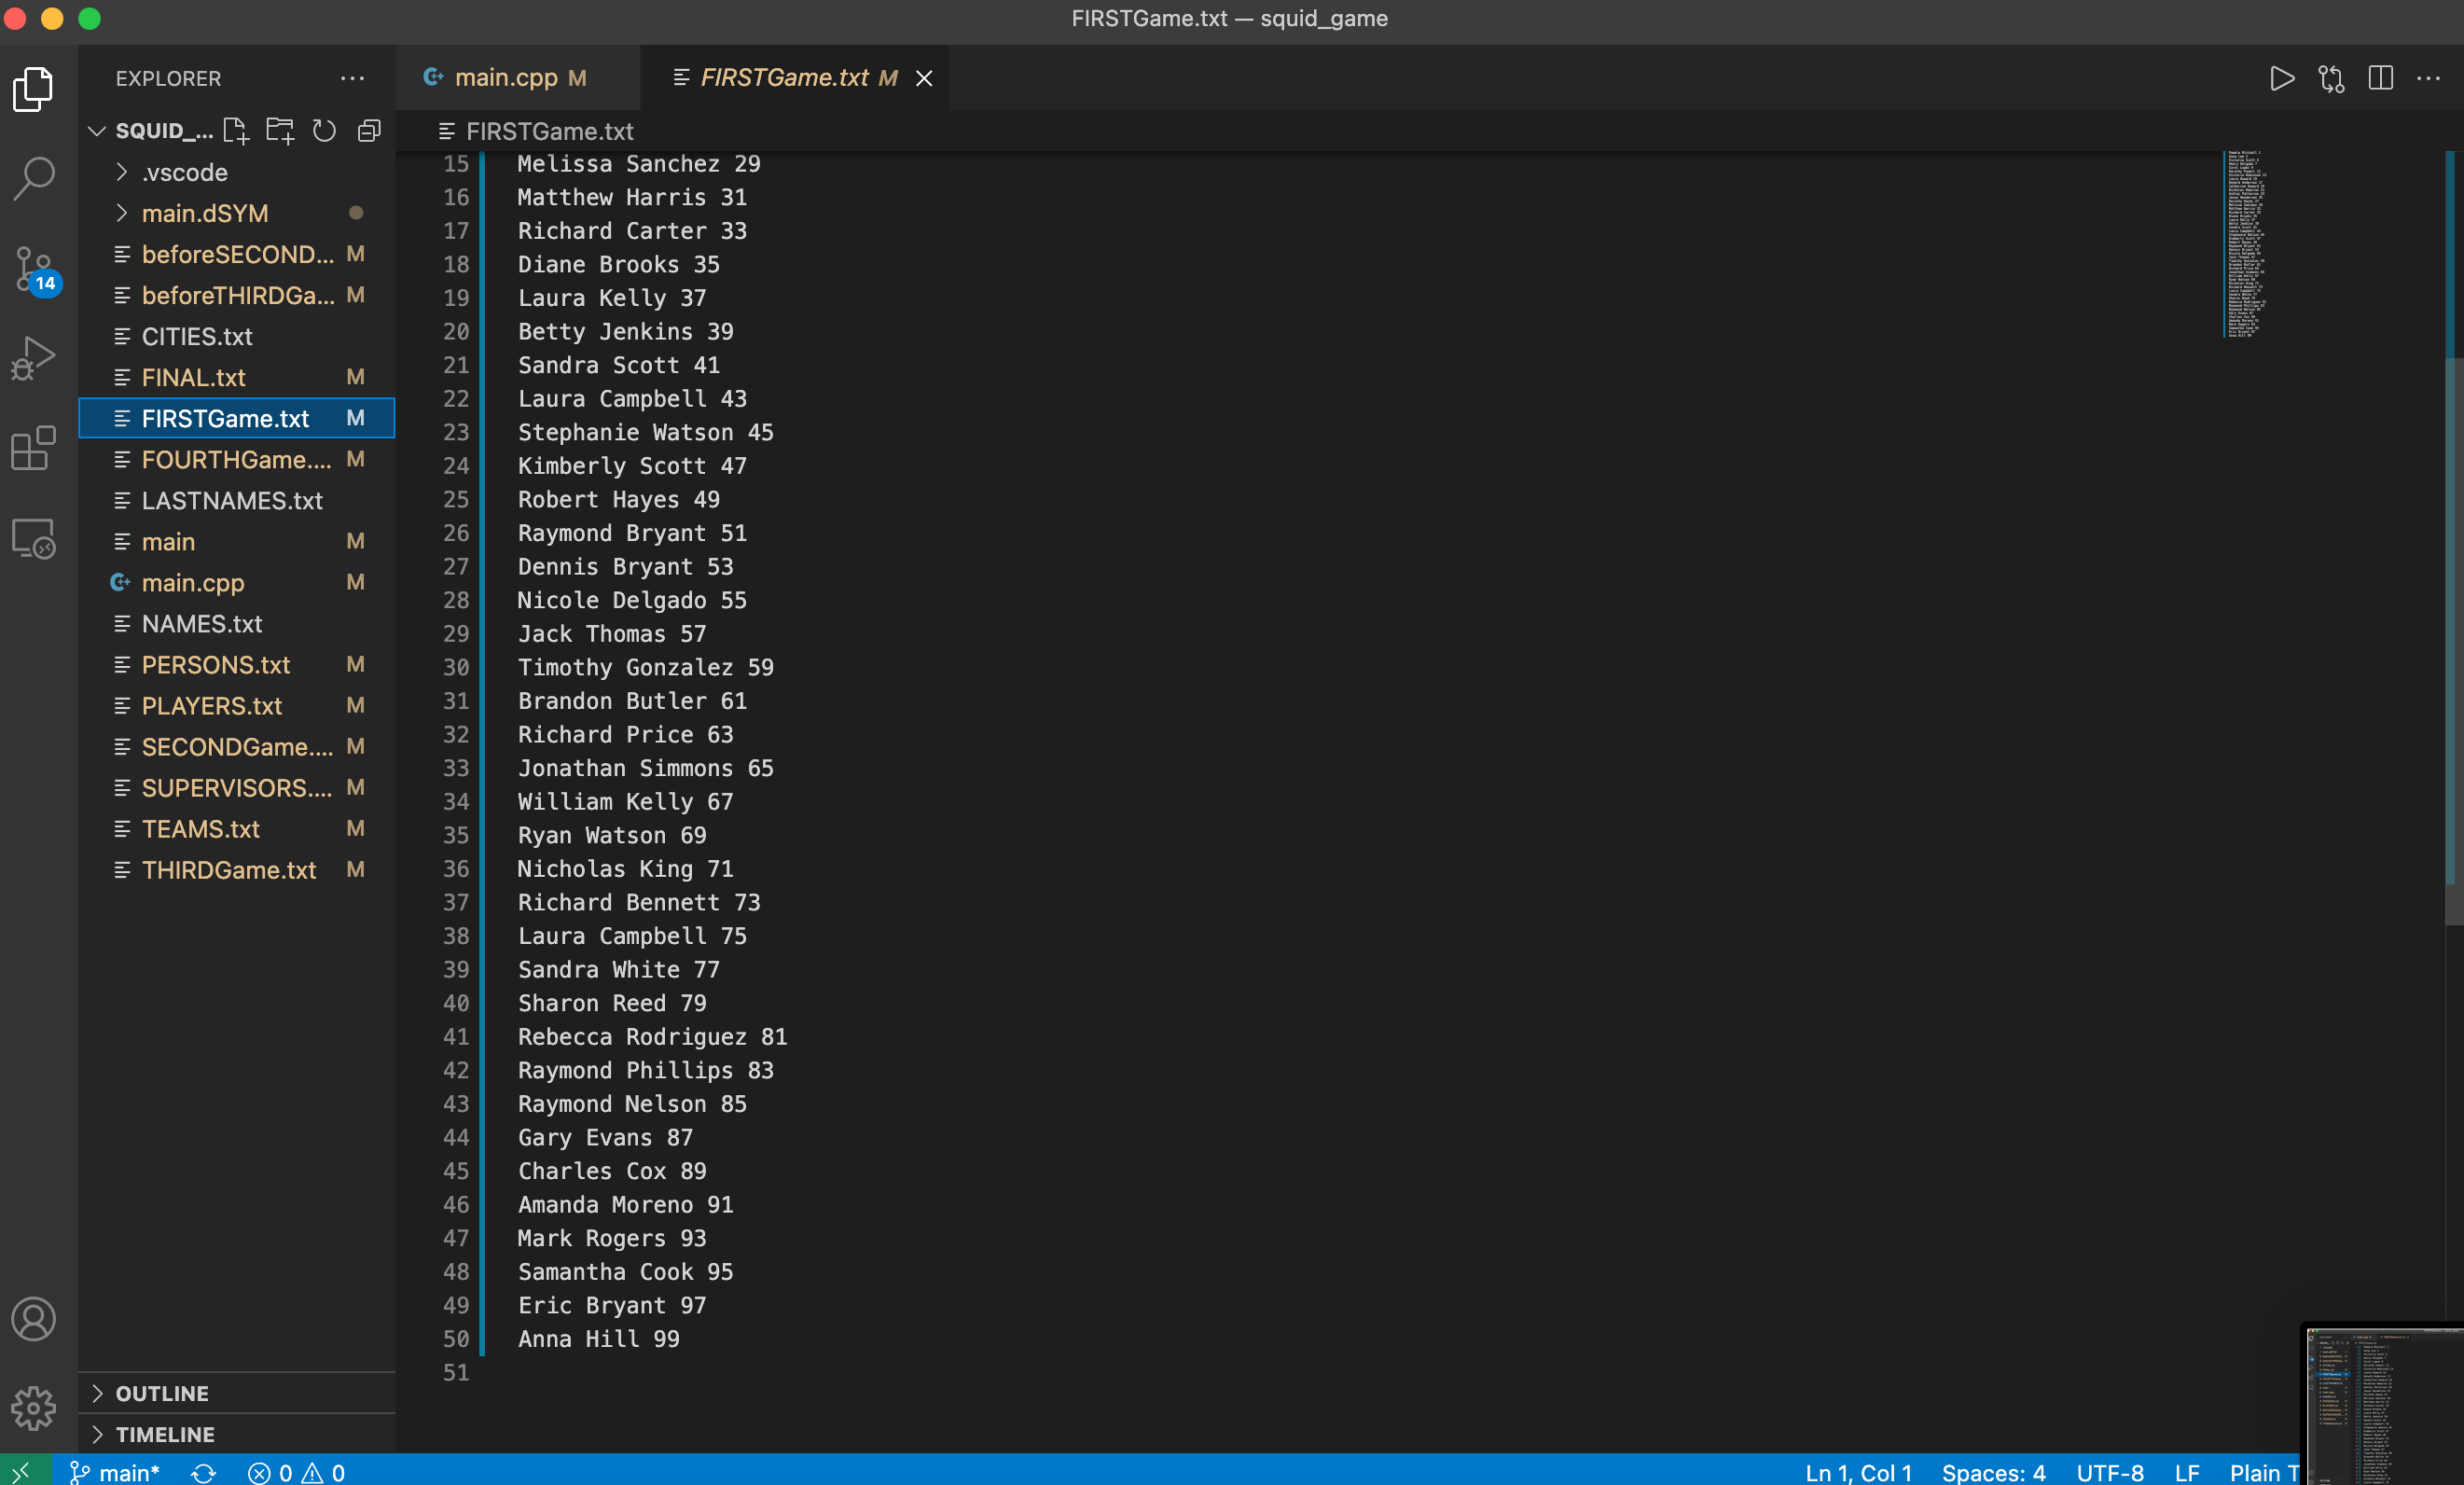 FIRSTGame.txt — squid_game
EXPLORER
SQUID_...
.vscode
main.dSYM
beforeSECOND... M
beforeTHIRDGa... M
CITIES.txt
FINAL.txt M
FIRSTGame.txt M
FOURTHGame.... M
LASTNAMES.txt
main M
main.cpp M
NAMES.txt
PERSONS.txt M
PLAYERS.txt M
SECONDGame.... M
SUPERVISORS.... M
TEAMS.txt M
THIRDGame.txt M
OUTLINE
TIMELINE
14
main.cpp M
FIRSTGame.txt M
FIRSTGame.txt
15 Melissa Sanchez 29
16 Matthew Harris 31
17 Richard Carter 33
18 Diane Brooks 35
19 Laura Kelly 37
20 Betty Jenkins 39
21 Sandra Scott 41
22 Laura Campbell 43
23 Stephanie Watson 45
24 Kimberly Scott 47
25 Robert Hayes 49
26 Raymond Bryant 51
27 Dennis Bryant 53
28 Nicole Delgado 55
29 Jack Thomas 57
30 Timothy Gonzalez 59
31 Brandon Butler 61
32 Richard Price 63
33 Jonathan Simmons 65
34 William Kelly 67
35 Ryan Watson 69
36 Nicholas King 71
37 Richard Bennett 73
38 Laura Campbell 75
39 Sandra White 77
40 Sharon Reed 79
41 Rebecca Rodriguez 81
42 Raymond Phillips 83
43 Raymond Nelson 85
44 Gary Evans 87
45 Charles Cox 89
46 Amanda Moreno 91
47 Mark Rogers 93
48 Samantha Cook 95
49 Eric Bryant 97
50 Anna Hill 99
51
main* 0 0 Ln 1, Col 1 Spaces: 4 UTF-8 LF Plain T